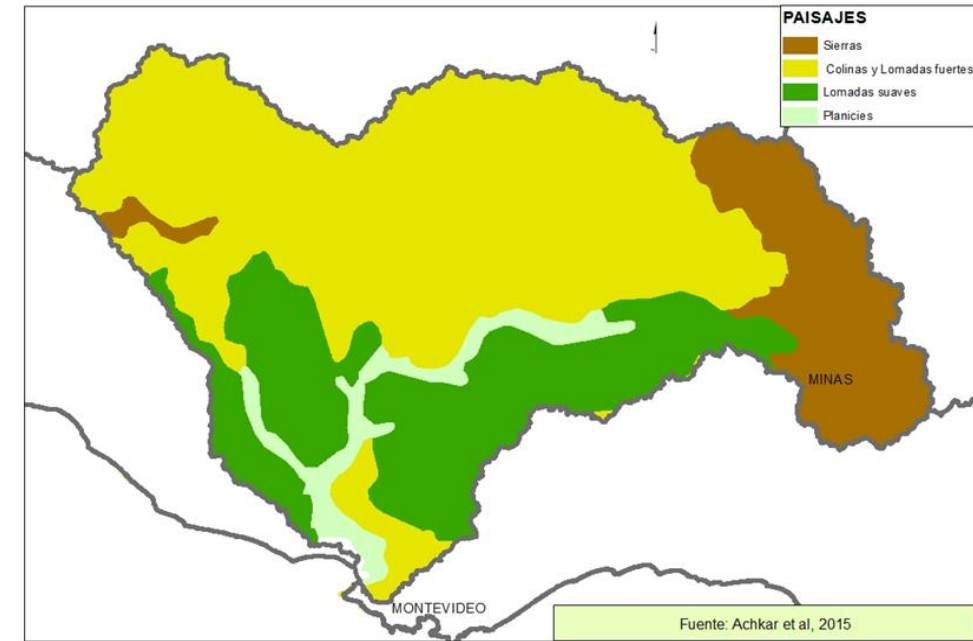 PAISAJES
Sierras
Colinas y Lomadas fuertes
Lomadas suaves
Planicies
MINAS
MONTEVIDEO
Fuente: Achkar et al, 2015